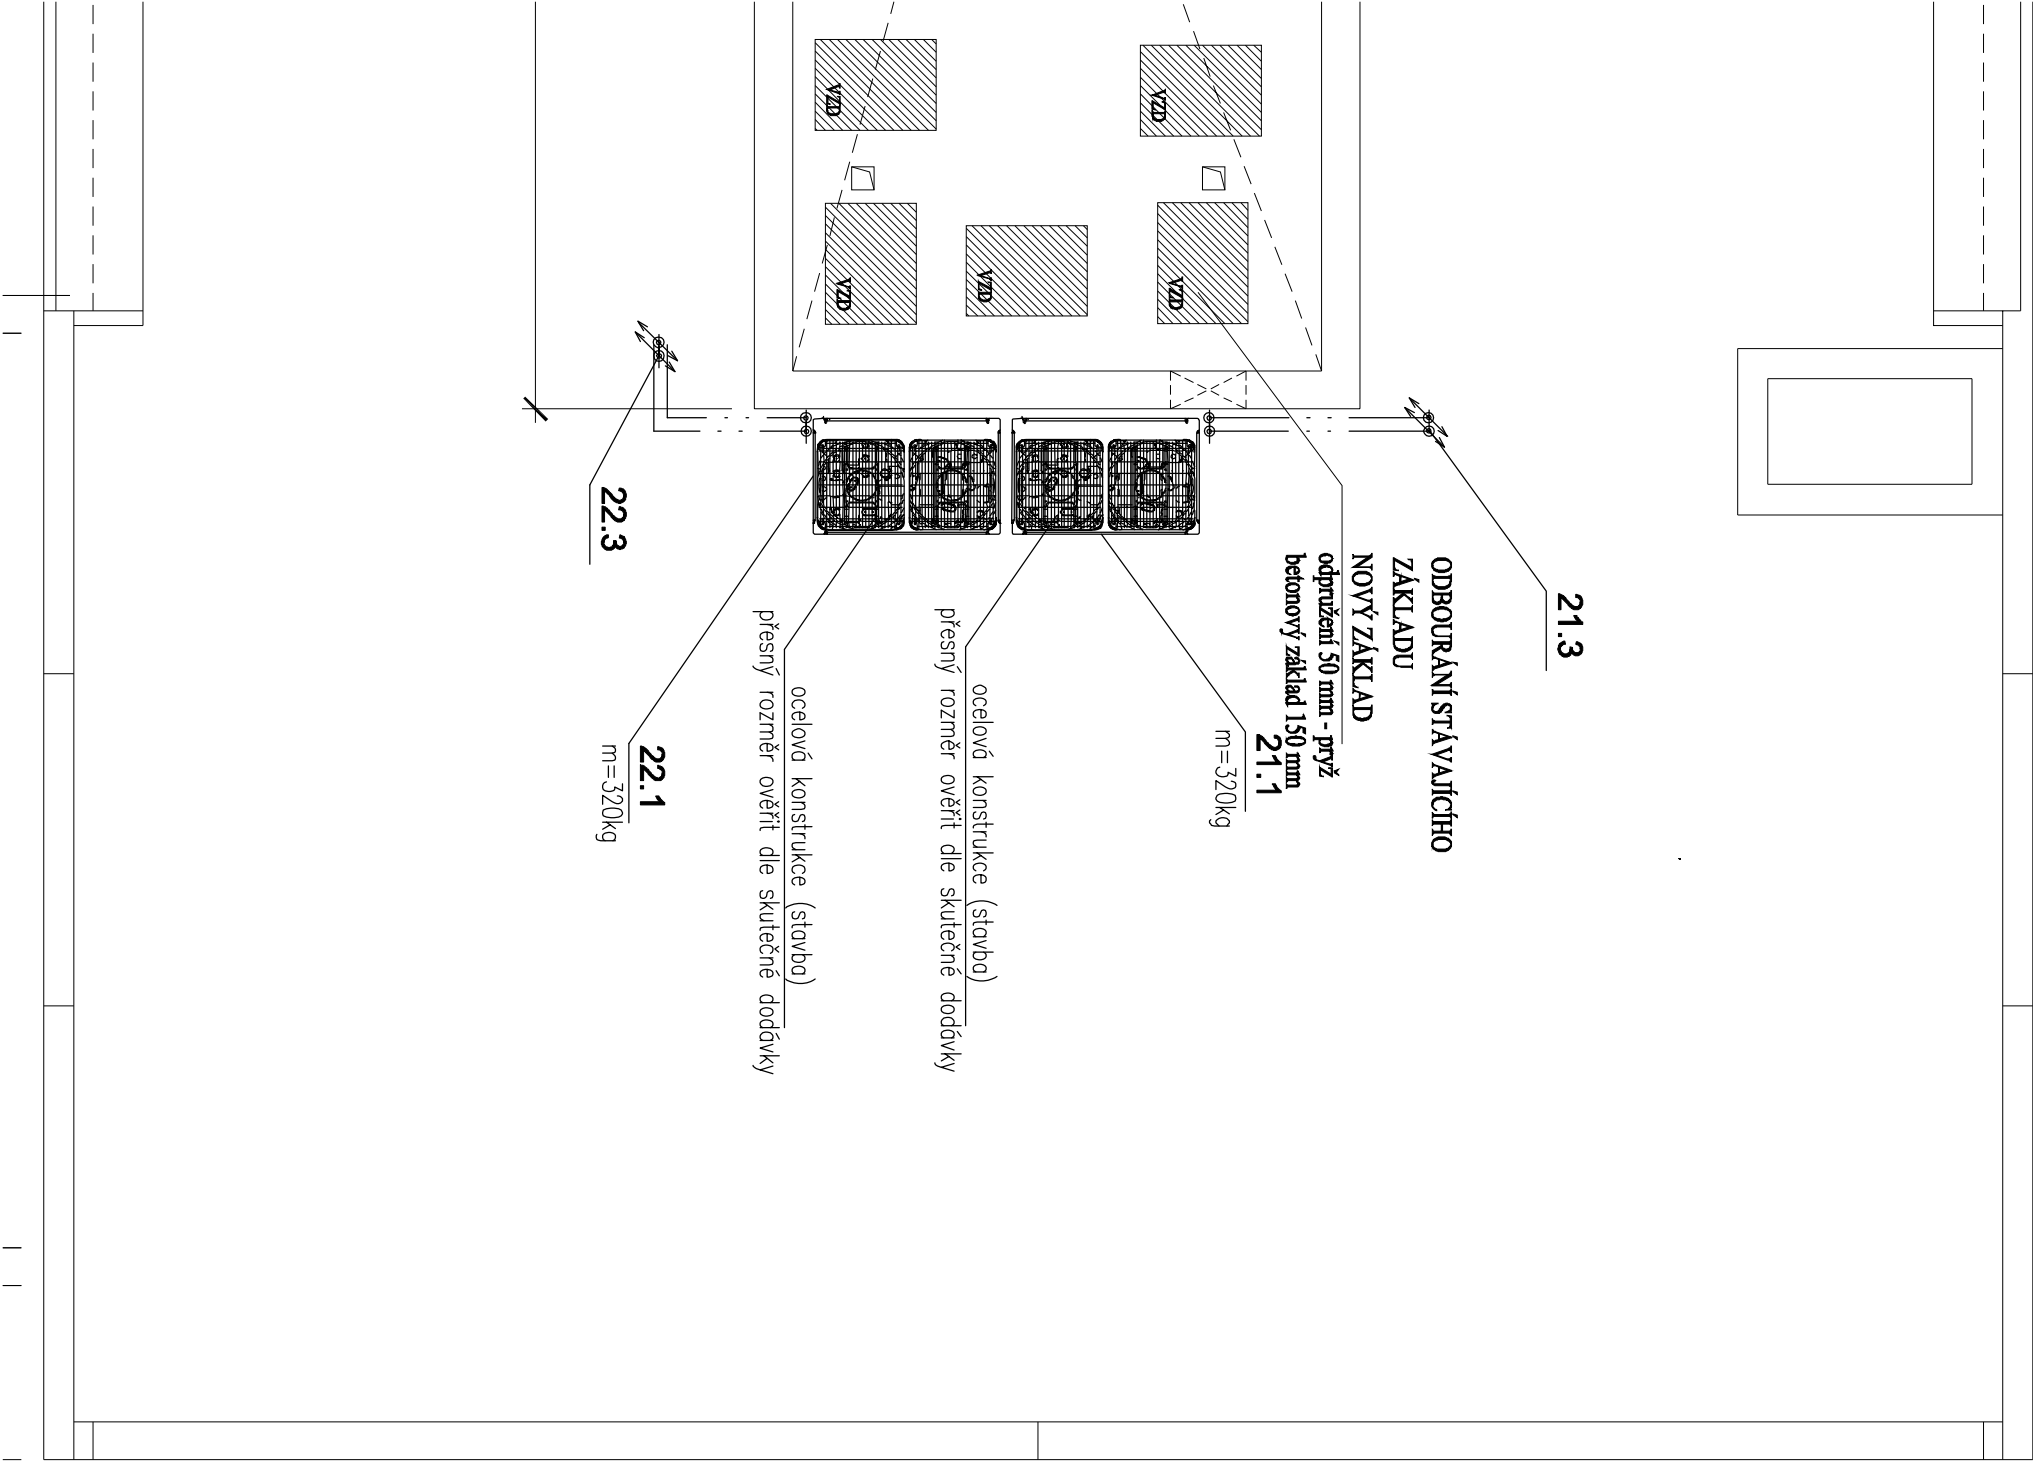 VZD
VZD
VZD
VZD
VZD
21.3
ODBOURÁNÍ STÁVAJÍCÍHO
ZÁKLADU
NOVÝ ZÁKLAD
odpružení 50 mm - pryž
betonový základ 150 mm
21.1
m=320kg
ocelová konstrukce (stavba)
přesný rozměr ověřit dle skutečné dodávky
ocelová konstrukce (stavba)
přesný rozměr ověřit dle skutečné dodávky
22.1
m=320kg
22.3